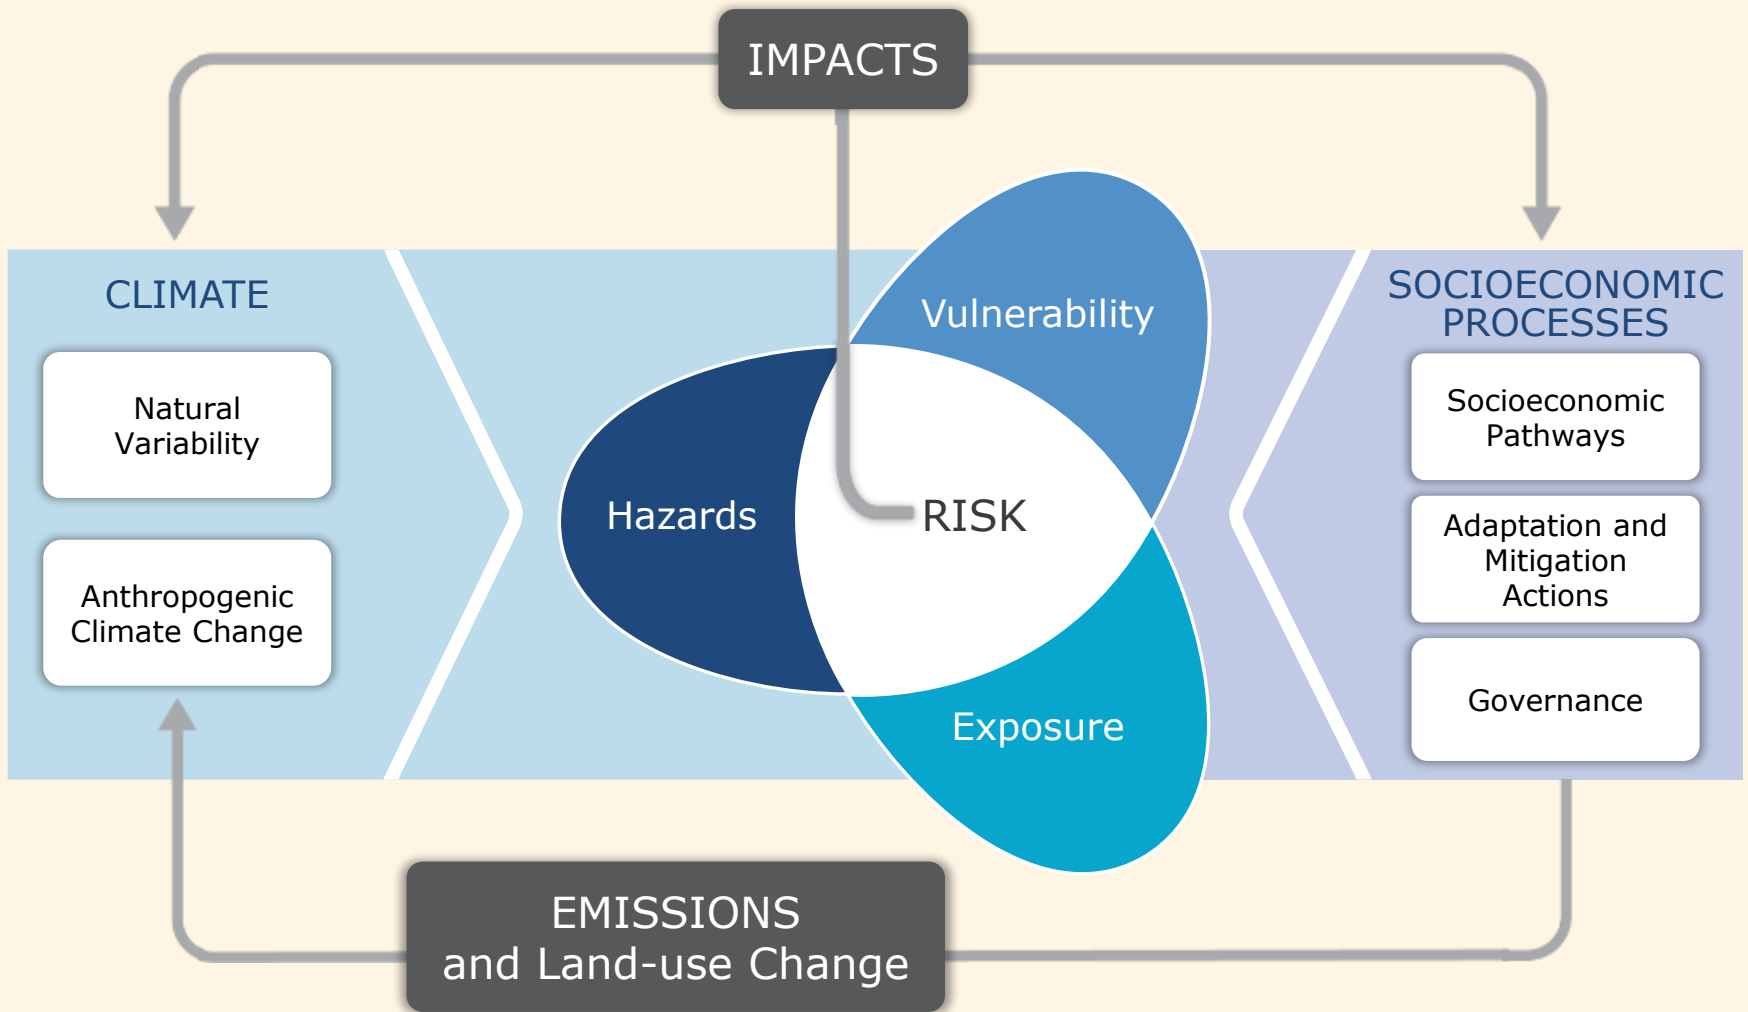 IMPACTS
CLIMATE
Natural
Variability
Anthropogenic
Climate Change
Vulnerability
Hazards
RISK
Exposure
SOCIOECONOMIC
PROCESSES
Socioeconomic
Pathways
Adaptation and
Mitigation
Actions
Governance
EMISSIONS
and Land-use Change